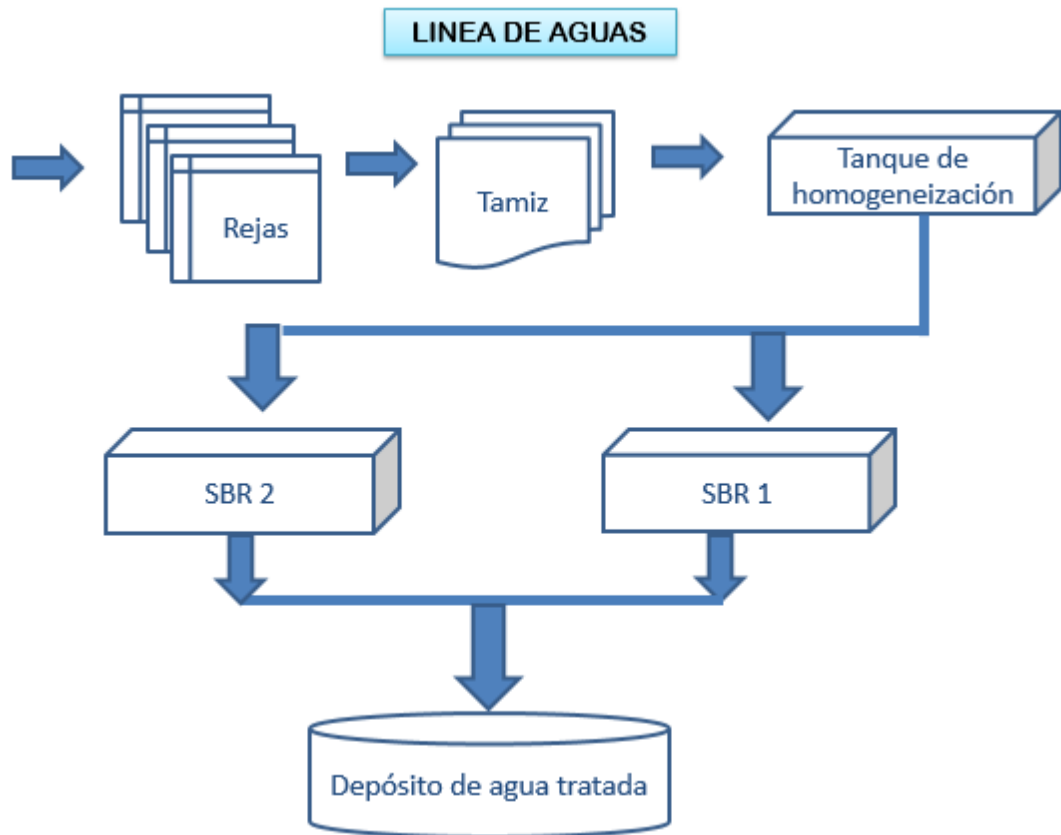 LINEA DE AGUAS
Rejas
Tamiz
Tanque de
homogeneización
SBR 2
SBR 1
Depósito de agua tratada